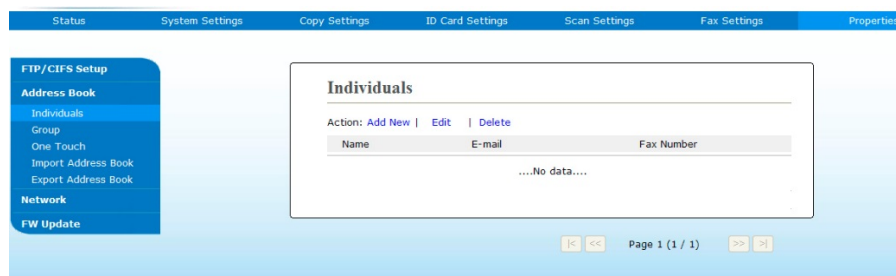 Status System Settings Copy Settings ID Card Settings Scan Settings Fax Settings Properties
FTP/CIFS Setup
Address Book
Individuals
Group
One Touch
Import Address Book
Export Address Book
Network
FW Update
Individuals
Action: Add New | Edit | Delete
Name E-mail Fax Number
....No data....
|< << Page 1 (1 / 1) >> >|